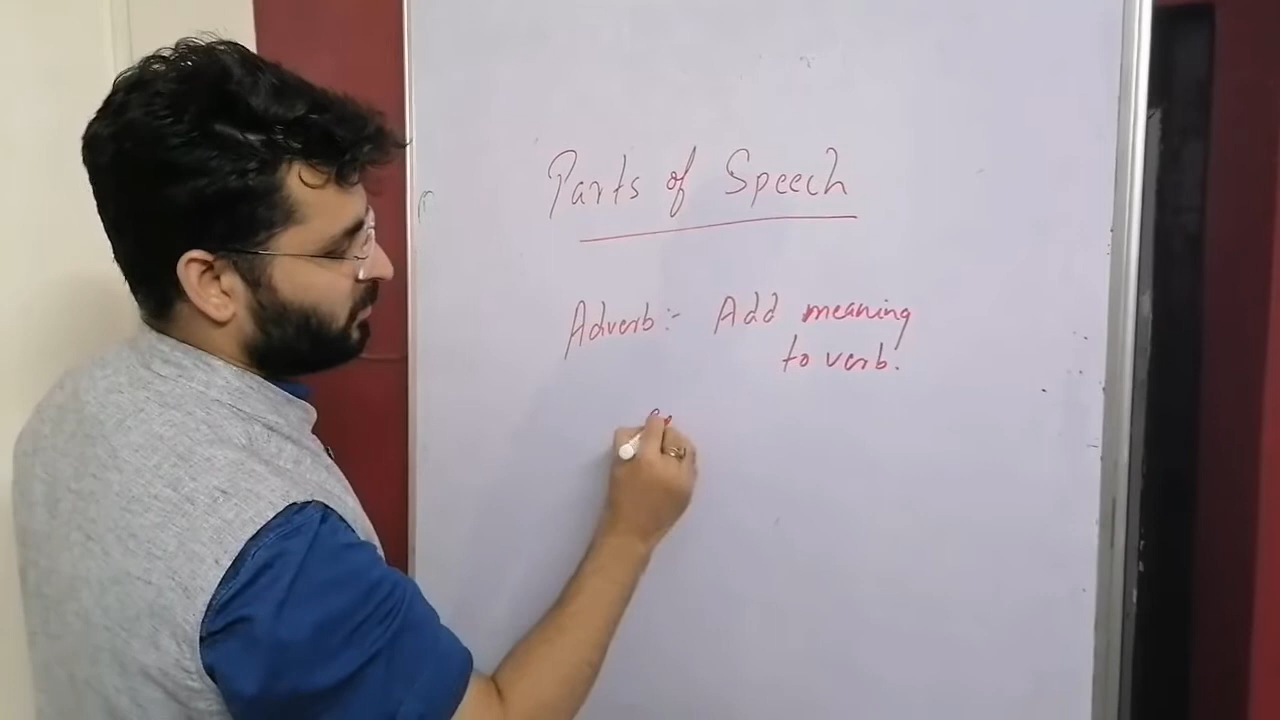 Parts of Speech
Adverb:- Add meaning
to verb.